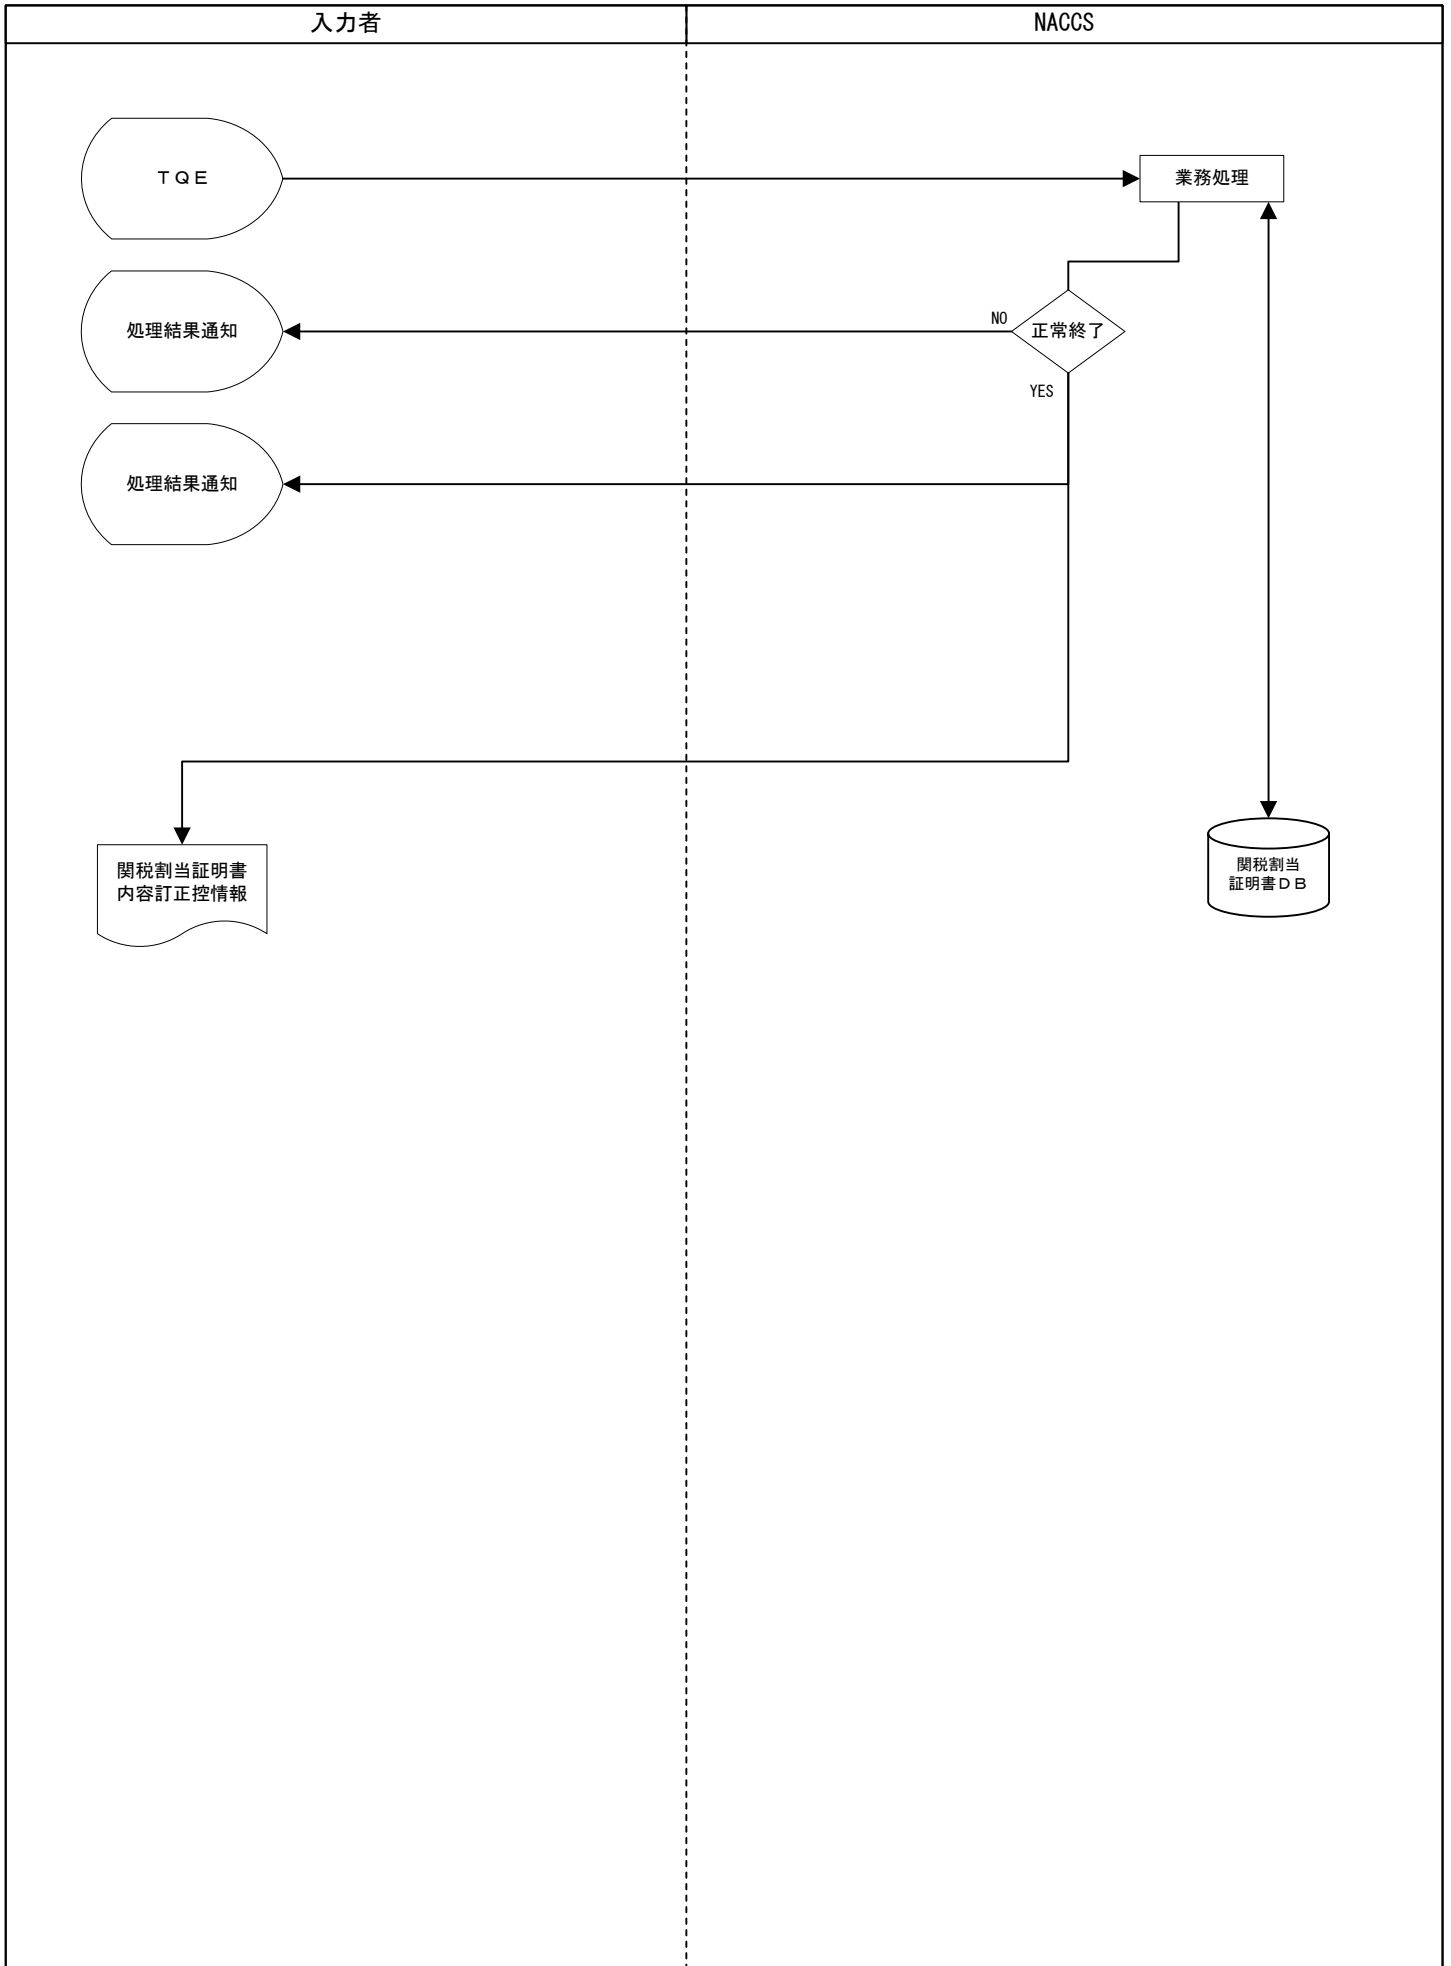 入力者
NACCS
ＴＱＥ
業務処理
処理結果通知
NO
正常終了
YES
処理結果通知
関税割当証明書
内容訂正控情報
関税割当
証明書ＤＢ